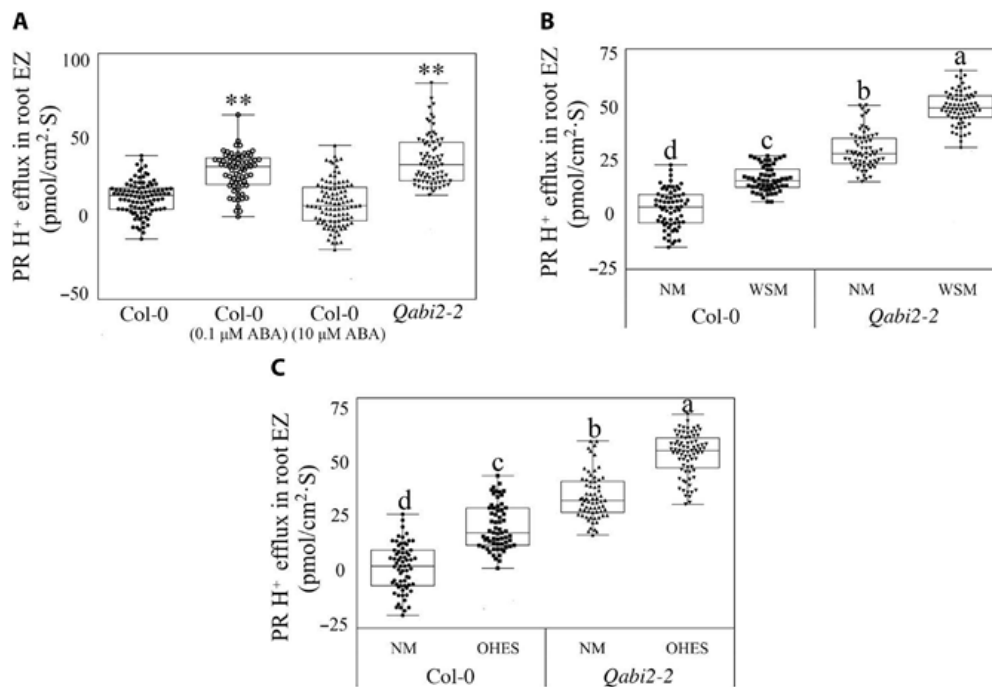 A
PR H⁺ efflux in root EZ
(pmol/cm²·S)
100
50
0
−50
**
**
Col-0
Col-0
Col-0
Qabi2-2
(0.1 μM ABA)
(10 μM ABA)
B
PR H⁺ efflux in root EZ
(pmol/cm²·S)
75
50
25
0
−25
d
c
b
a
NM
WSM
NM
WSM
Col-0
Qabi2-2
C
PR H⁺ efflux in root EZ
(pmol/cm²·S)
75
50
25
0
−25
d
c
b
a
NM
OHES
NM
OHES
Col-0
Qabi2-2